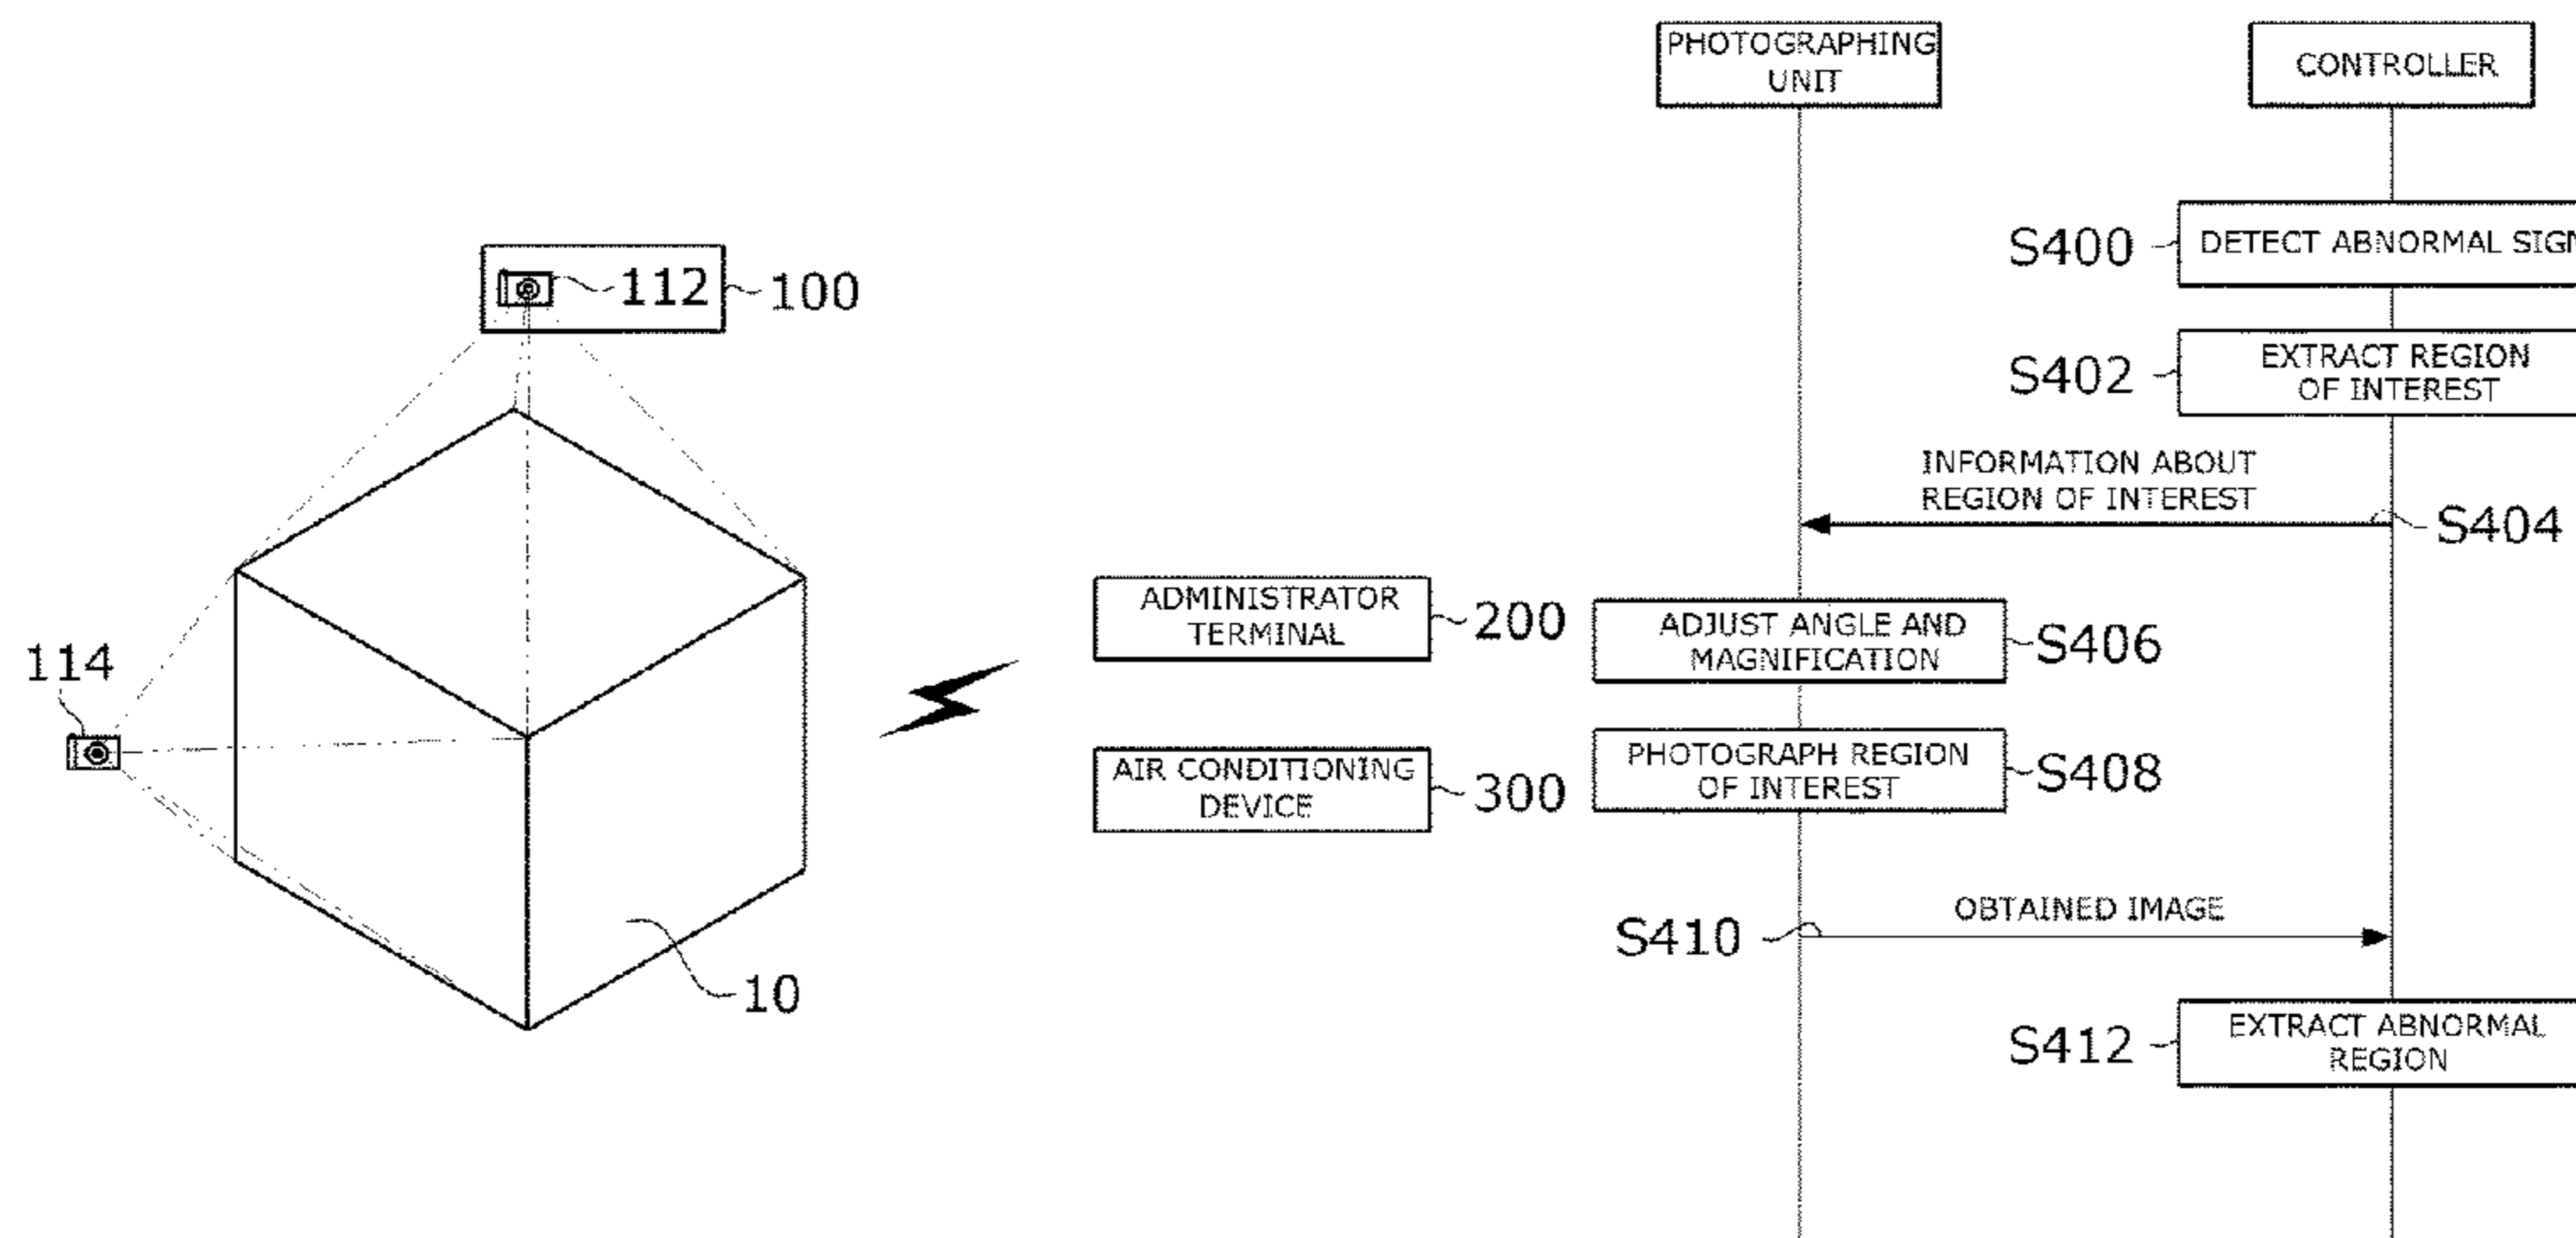 112
100
114
10
ADMINISTRATOR
TERMINAL
200
AIR CONDITIONING
DEVICE
300
PHOTOGRAPHING
UNIT
CONTROLLER
S400
DETECT ABNORMAL SIGN
S402
EXTRACT REGION
OF INTEREST
INFORMATION ABOUT
REGION OF INTEREST
S404
ADJUST ANGLE AND
MAGNIFICATION
S406
PHOTOGRAPH REGION
OF INTEREST
S408
S410
OBTAINED IMAGE
S412
EXTRACT ABNORMAL
REGION